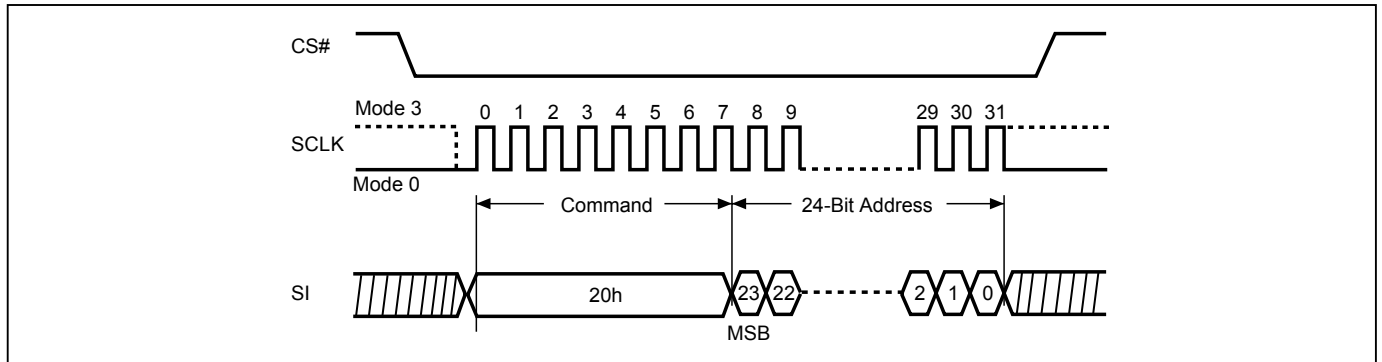 CS#
Mode 3
0 1 2 3 4 5 6 7 8 9 29 30 31
SCLK
Mode 0
Command 24-Bit Address
SI
20h 23 22 2 1 0
MSB